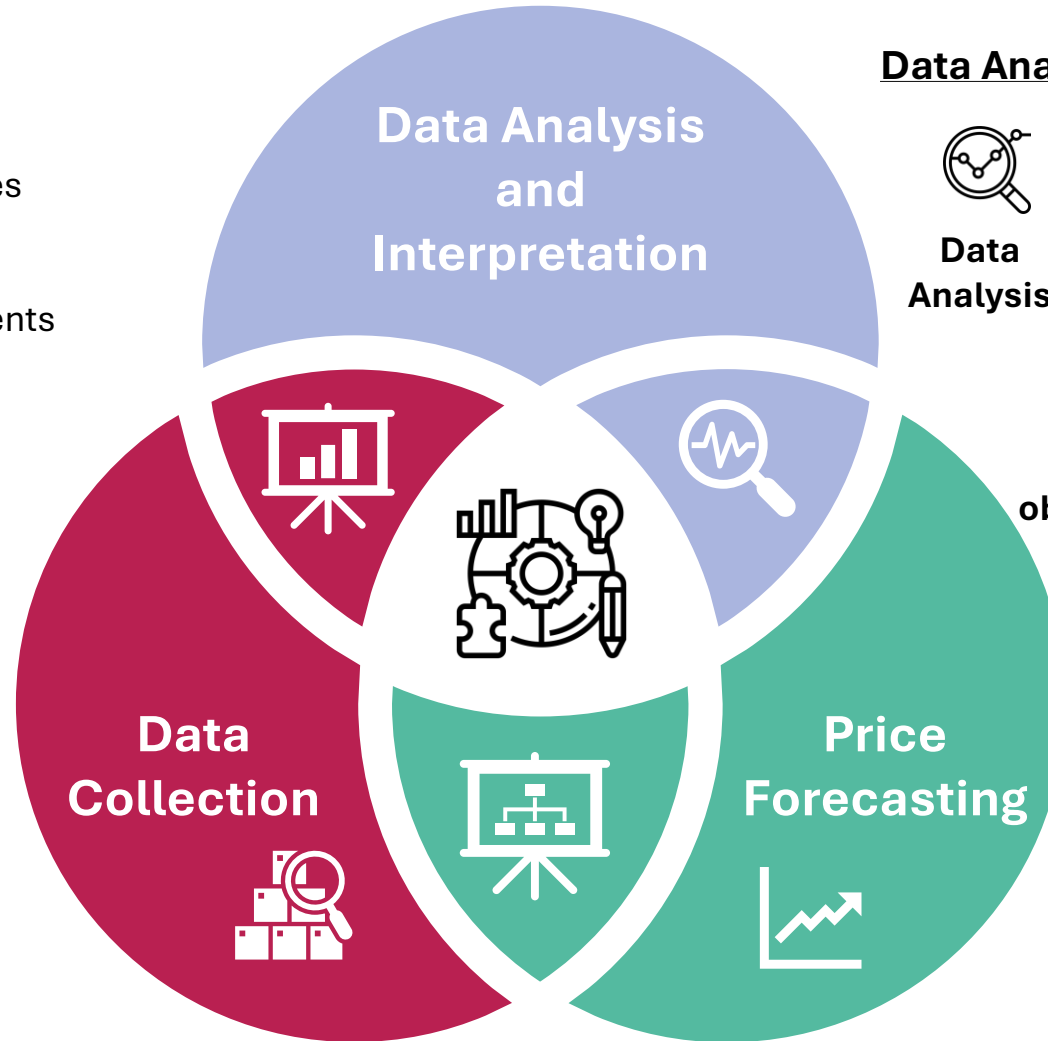 Data Ana
Data Analysis
and
Interpretation
es
Data
Analysis
ents
ob
Data
Collection
Price
Forecasting